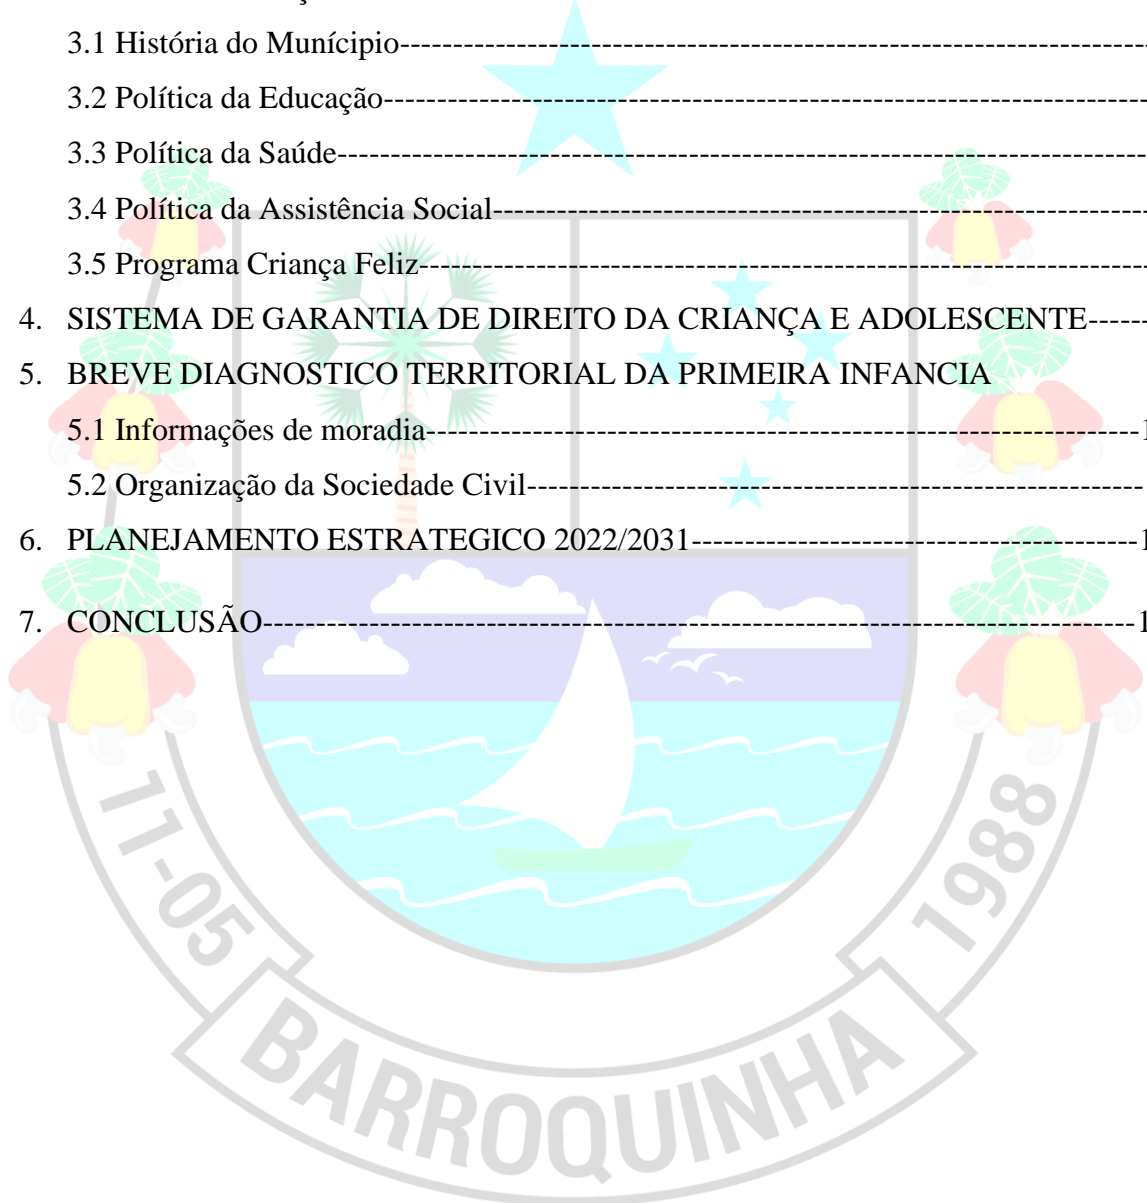 3.1 História do Munícipio-----------------------------------------------------------------------
3.2 Política da Educação------------------------------------------------------------------------
3.3 Política da Saúde----------------------------------------------------------------------------
3.4 Política da Assistência Social-------------------------------------------------------------
3.5 Programa Criança Feliz--------------------------------------------------------------------
4. SISTEMA DE GARANTIA DE DIREITO DA CRIANÇA E ADOLESCENTE------
5. BREVE DIAGNOSTICO TERRITORIAL DA PRIMEIRA INFANCIA
5.1 Informações de moradia-------------------------------------------------------------------1
5.2 Organização da Sociedade Civil----------------------------------------------------------
6. PLANEJAMENTO ESTRATEGICO 2022/2031------------------------------------------1
7. CONCLUSÃO----------------------------------------------------------------------------------1
11-05
1988
BARROQUINHA